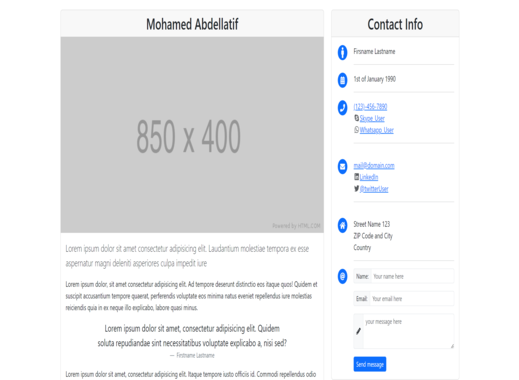 Mohamed Abdellatif
850 x 400
Powered by HTML.COM
Lorem ipsum dolor sit amet consectetur adipisicing elit. Laudantium molestiae tempora ex esse
aspernatur magni deleniti asperiores culpa impedit iure
Lorem ipsum dolor, sit amet consectetur adipisicing elit. Ad tempore deserunt distinctio eos itaque quos! Quidem et
suscipit accusantium tempore quaerat, perferendis voluptate eos minima natus eveniet repellendus iure molestias
reiciendis quia in ex neque illo explicabo, labore quasi minus.
Lorem ipsum dolor sit amet, consectetur adipisicing elit. Quidem
soluta repudiandae sint necessitatibus voluptate explicabo a, nisi sed?
— Firstname Lastname
Lorem ipsum dolor sit amet consectetur adipisicing elit. Itaque tempore iusto officiis id. Commodi repellendus odio
Contact Info
Firsname Lastname
1st of January 1990
(123)-456-7890
Skype_User
Whatsapp_User
mail@domain.com
LinkedIn
@twitterUser
Street Name 123
ZIP Code and City
Country
Name: Your name here
Email: Your email here
your message here
Send message